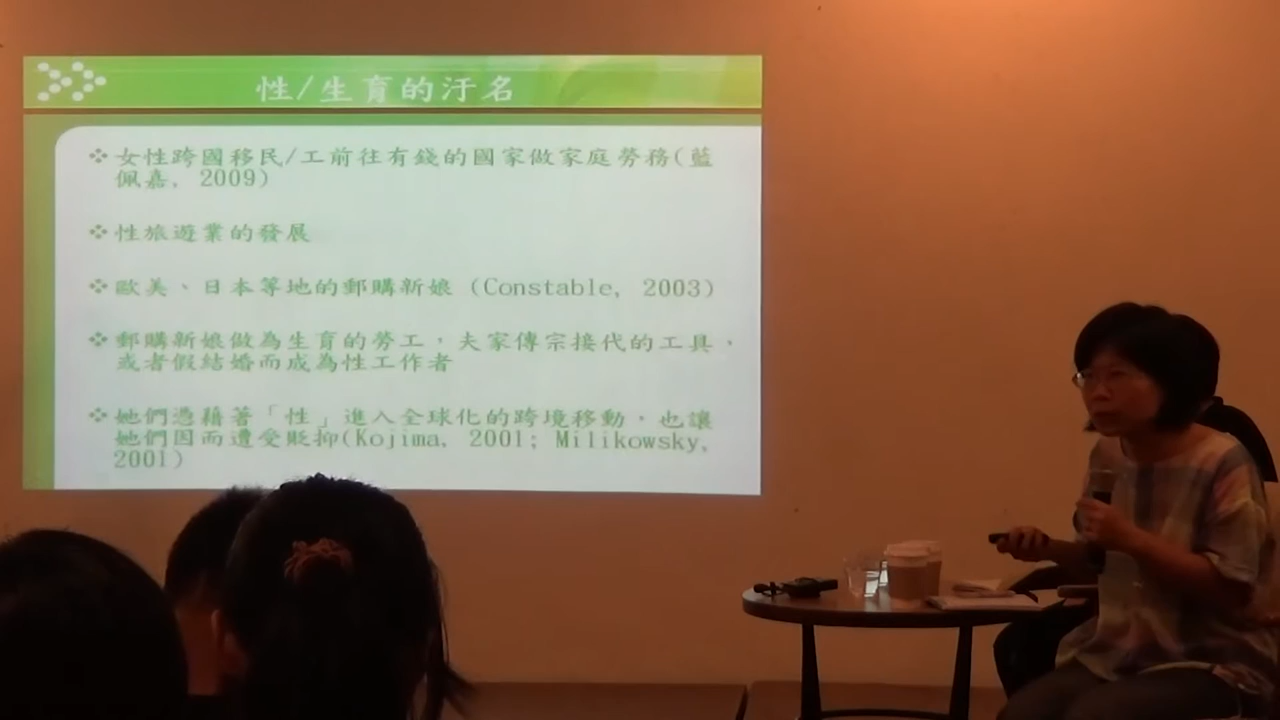 性/生育的汙名
女性跨國移民/工前往有錢的國家做家庭勞務(藍
佩嘉, 2009)
性旅遊業的發展
歐美、日本等地的郵購新娘 (Constable, 2003)
郵購新娘做為生育的勞工，夫家傳宗接代的工具，
或者假結婚而成為性工作者
她們憑藉著「性」進入全球化的跨境移動，也讓
她們因而遭受貶抑(Kojima, 2001; Milikowsky,
2001)